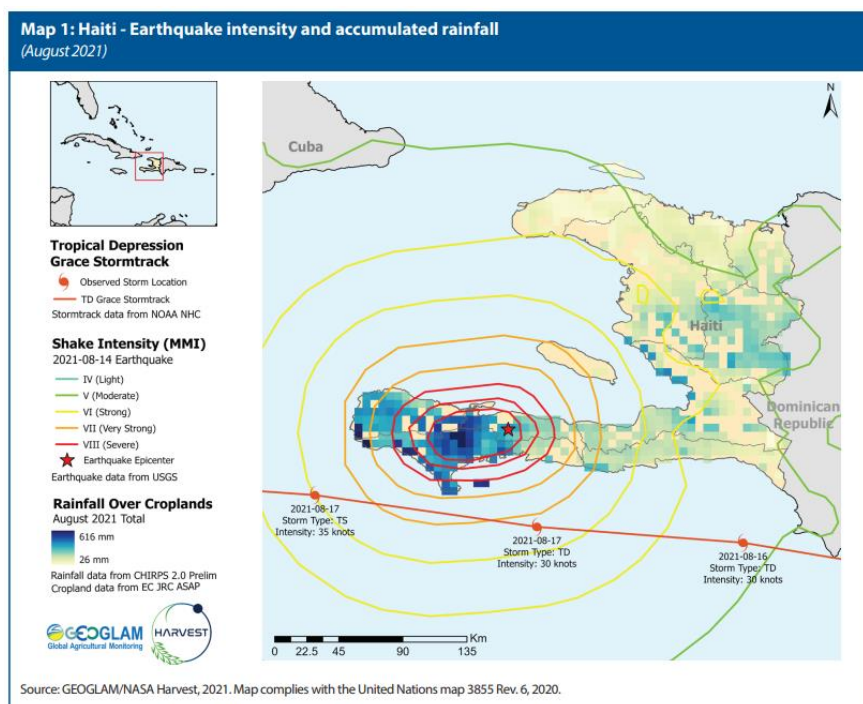 Map 1: Haiti - Earthquake intensity and accumulated rainfall
(August 2021)
Tropical Depression
Grace Stormtrack
Observed Storm Location
TD Grace Stormtrack
Stormtrack data from NOAA NHC
Shake Intensity (MMI)
2021-08-14 Earthquake
IV (Light)
V (Moderate)
VI (Strong)
VII (Very Strong)
VIII (Severe)
Earthquake Epicenter
Earthquake data from USGS
Rainfall Over Croplands
August 2021 Total
616 mm
26 mm
Rainfall data from CHIRPS 2.0 Prelim
Cropland data from EC JRC ASAP
GEOGLAM
Global Agricultural Monitoring
HARVEST
N
Cuba
Haiti
Dominican
Republic
2021-08-17
Storm Type: TS
Intensity: 35 knots
2021-08-17
Storm Type: TD
Intensity: 30 knots
2021-08-16
Storm Type: TD
Intensity: 30 knots
Km
0 22.5 45 90 135
Source: GEOGLAM/NASA Harvest, 2021. Map complies with the United Nations map 3855 Rev. 6, 2020.